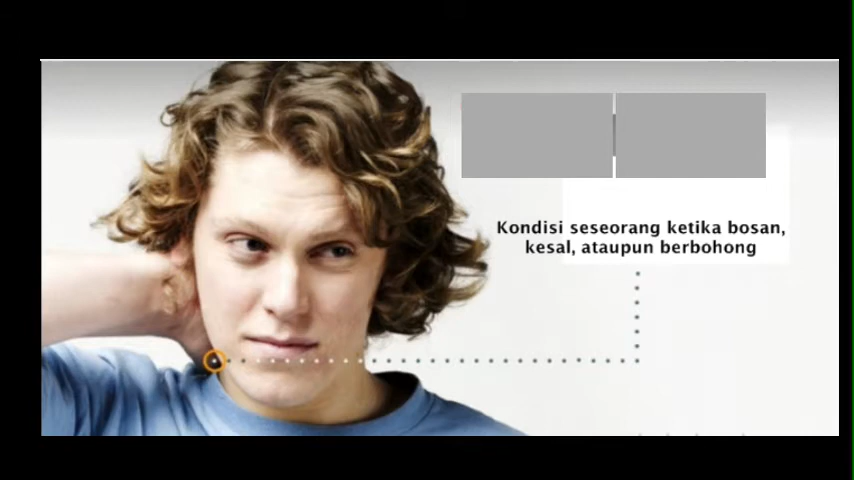 Kondisi seseorang ketika bosan,
kesal, ataupun berbohong